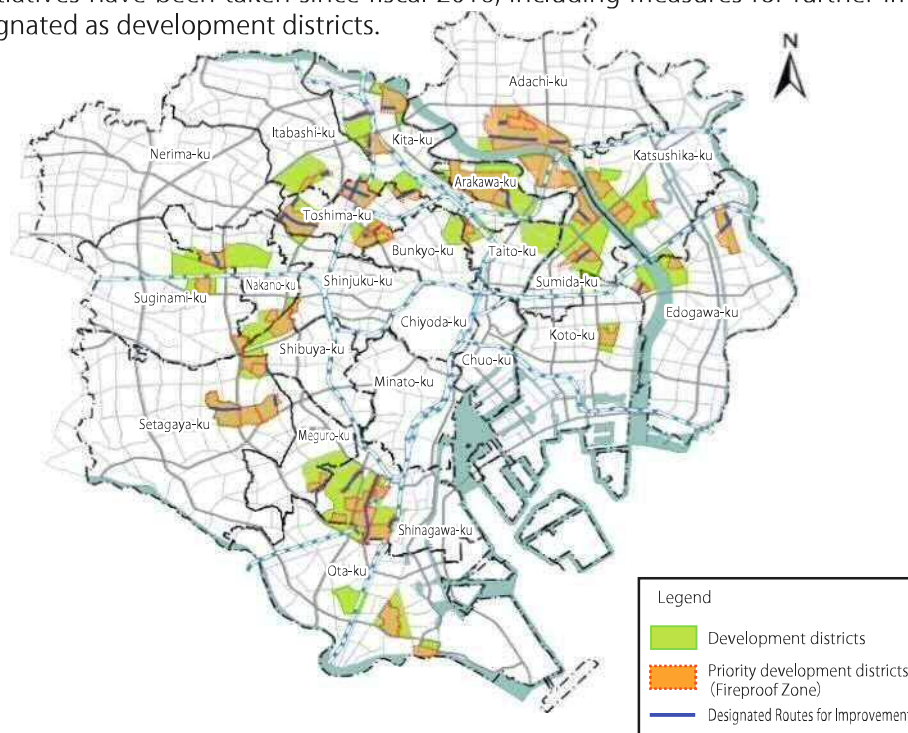 gnated as development districts.
N
Adachi-ku
Itabashi-ku
Kita-ku
Nerima-ku
Katsushika-ku
Arakawa-ku
Toshima-ku
Bunkyo-ku
Taito-ku
Shinjuku-ku
Sumida-ku
Nakano-ku
Suginami-ku
Edogawa-ku
Chiyoda-ku
Koto-ku
Shibuya-ku
Chuo-ku
Minato-ku
Setagaya-ku
Meguro-ku
Shinagawa-ku
Ota-ku
Legend
Development districts
Priority development districts
(Fireproof Zone)
Designated Routes for Improvement